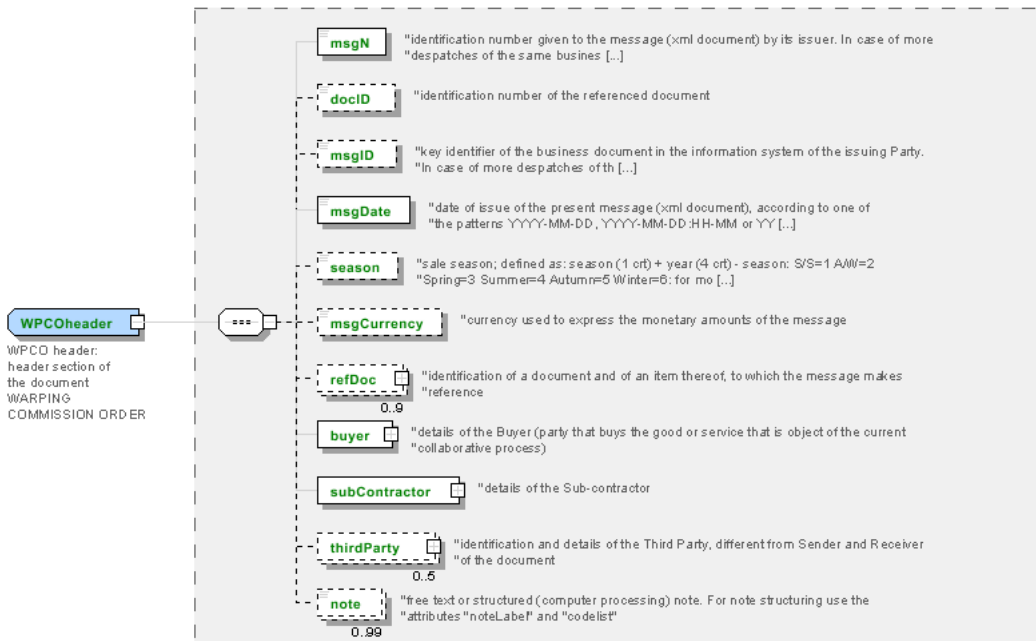 msgN
"identification number given to the message (xml document) by its issuer. In case of more
"despatches of the same busines [...]
docID
"identification number of the referenced document
msgID
"key identifier of the business document in the information system of the issuing Party.
"In case of more despatches of th [...]
msgDate
"date of issue of the present message (xml document), according to one of
"the patterns YYYY-MM-DD, YYYY-MM-DD:HH-MM or YY [...]
season
"sale season; defined as: season (1 crt) + year (4 crt) - season: S/S=1 A/W=2
"Spring=3 Summer=4 Autumn=5 Winter=6: for mo [...]
WPCOheader
WPCO header:
header section of
the document
WARPING
COMMISSION ORDER
msgCurrency
"currency used to express the monetary amounts of the message
refDoc
"identification of a document and of an item thereof, to which the message makes
"reference
0..9
buyer
"details of the Buyer (party that buys the good or service that is object of the current
"collaborative process)
subContractor
"details of the Sub-contractor
thirdParty
"identification and details of the Third Party, different from Sender and Receiver
"of the document
0..5
note
"free text or structured (computer processing) note. For note structuring use the
"attributes "noteLabel" and "codelist"
0..99